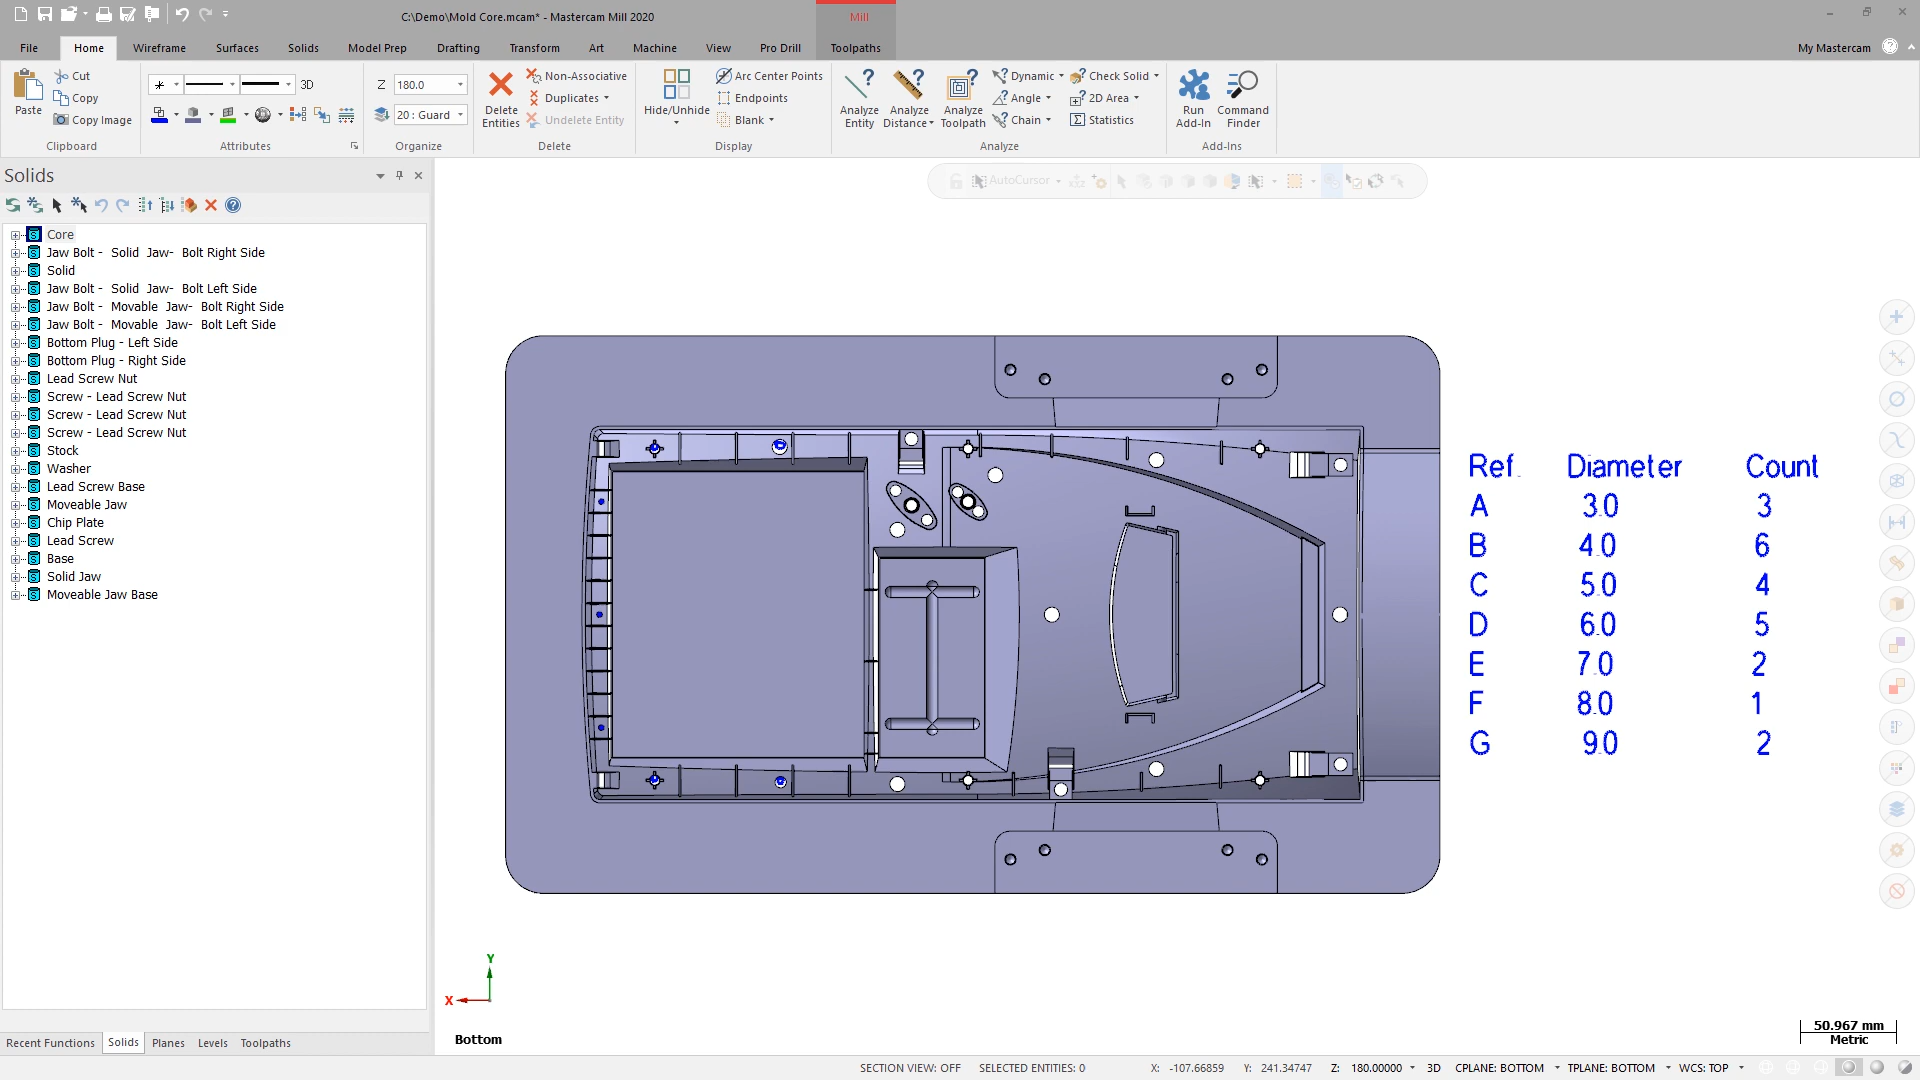 C:\Demo\Mold Core.mcam* - Mastercam Mill 2020
Mill
File Home Wireframe Surfaces Solids Model Prep Drafting Transform Art Machine View Pro Drill Toolpaths My Mastercam
Paste
Cut
Copy
Copy Image
Clipboard
3D
Attributes
Z 180.0
20 : Guard
Organize
Delete Entities
Non-Associative
Duplicates
Undelete Entity
Delete
Hide/Unhide
Arc Center Points
Endpoints
Blank
Display
Analyze Entity
Analyze Distance
Analyze Toolpath
Dynamic
Angle
Chain
Check Solid
2D Area
Statistics
Analyze
Run Add-In
Command Finder
Add-Ins
Solids
AutoCursor
Core
Jaw Bolt - Solid Jaw- Bolt Right Side
Solid
Jaw Bolt - Solid Jaw- Bolt Left Side
Jaw Bolt - Movable Jaw- Bolt Right Side
Jaw Bolt - Movable Jaw- Bolt Left Side
Bottom Plug - Left Side
Bottom Plug - Right Side
Lead Screw Nut
Screw - Lead Screw Nut
Screw - Lead Screw Nut
Screw - Lead Screw Nut
Stock
Washer
Lead Screw Base
Moveable Jaw
Chip Plate
Lead Screw
Base
Solid Jaw
Moveable Jaw Base
Ref. Diameter Count
A 3.0 3
B 4.0 6
C 5.0 4
D 6.0 5
E 7.0 2
F 8.0 1
G 9.0 2
Y
X
Bottom
50.967 mm
Metric
Recent Functions Solids Planes Levels Toolpaths
SECTION VIEW: OFF SELECTED ENTITIES: 0 X: -107.66859 Y: 241.34747 Z: 180.00000 3D CPLANE: BOTTOM TPLANE: BOTTOM WCS: TOP